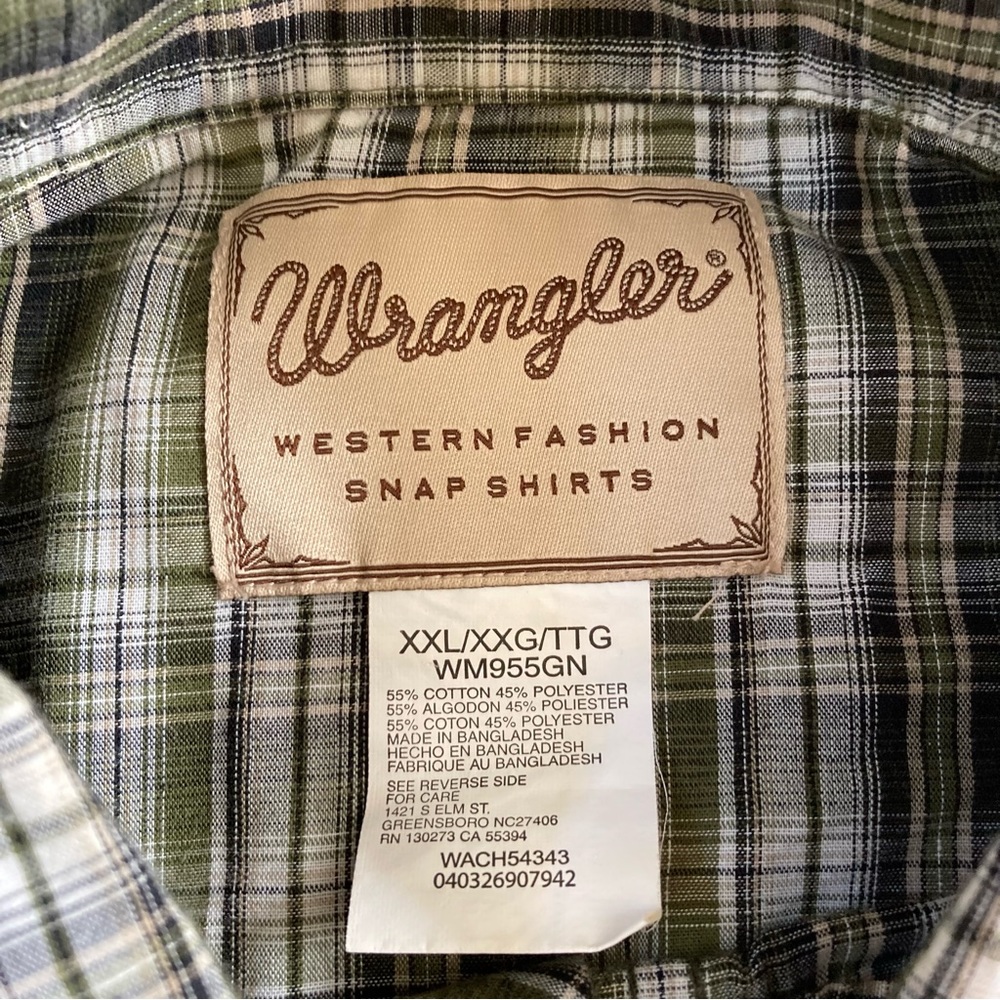 Wrangler®
WESTERN FASHION
SNAP SHIRTS
XXL/XXG/TTG
WM955GN
55% COTTON 45% POLYESTER
55% ALGODON 45% POLIESTER
55% COTON 45% POLYESTER
MADE IN BANGLADESH
HECHO EN BANGLADESH
FABRIQUE AU BANGLADESH
SEE REVERSE SIDE
FOR CARE
1421 S ELM ST.
GREENSBORO NC27406
RN 130273 CA 55394
WACH54343
040326907942